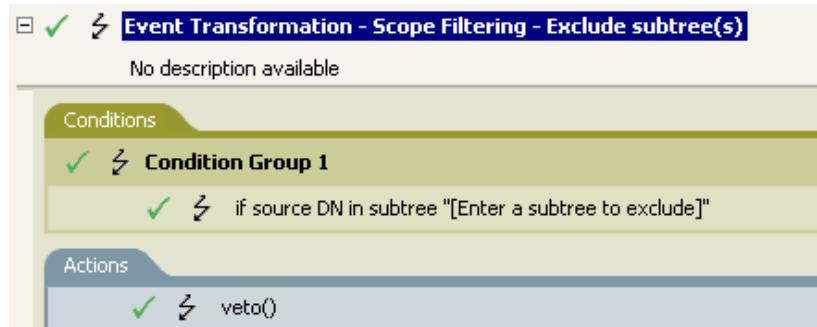 Event Transformation - Scope Filtering - Exclude subtree(s)
No description available
Conditions
Condition Group 1
if source DN in subtree "[Enter a subtree to exclude]"
Actions
veto()